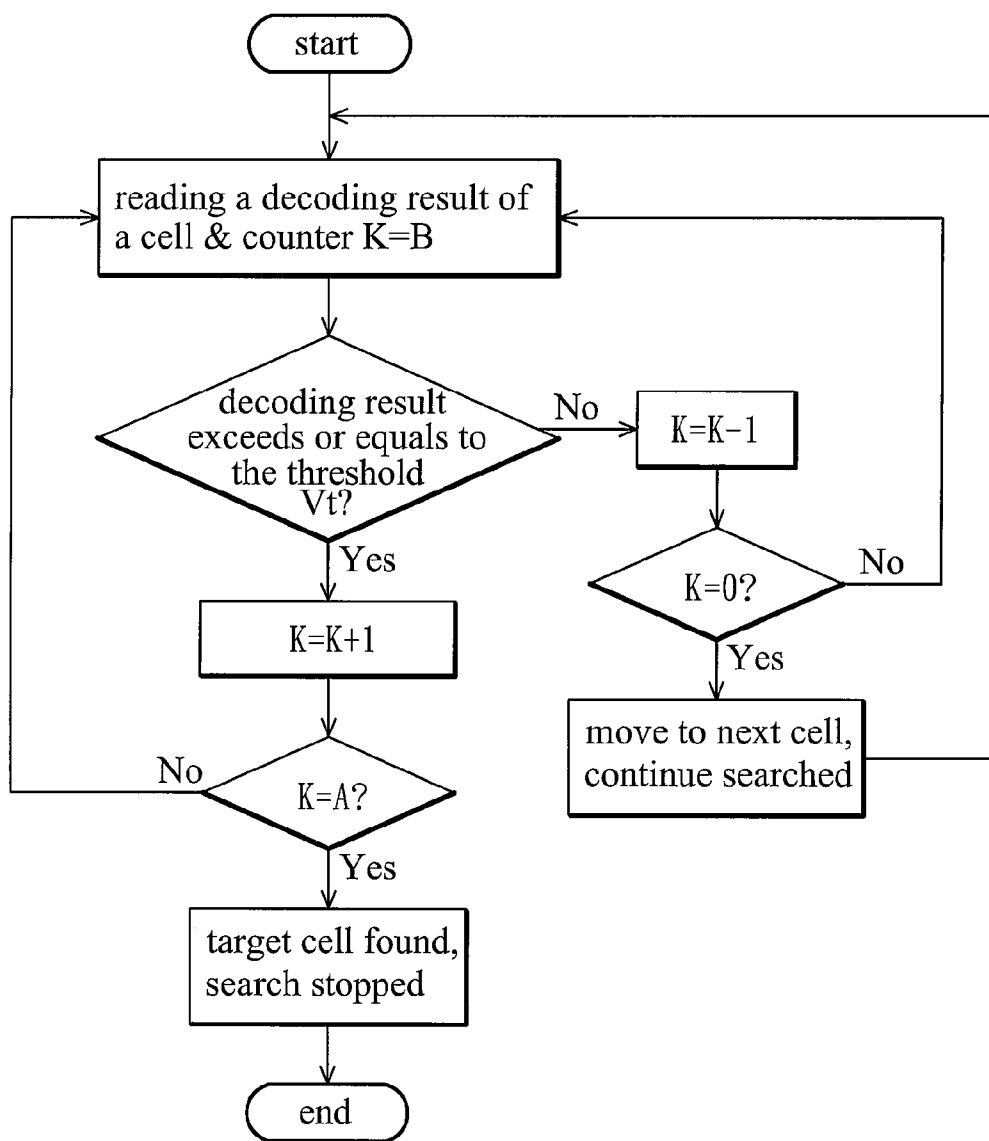 start
reading a decoding result of
a cell & counter K=B
decoding result
exceeds or equals to
the threshold
Vt?
No
K=K-1
Yes
No
K=0?
K=K+1
Yes
move to next cell,
continue searched
No
K=A?
Yes
target cell found,
search stopped
end